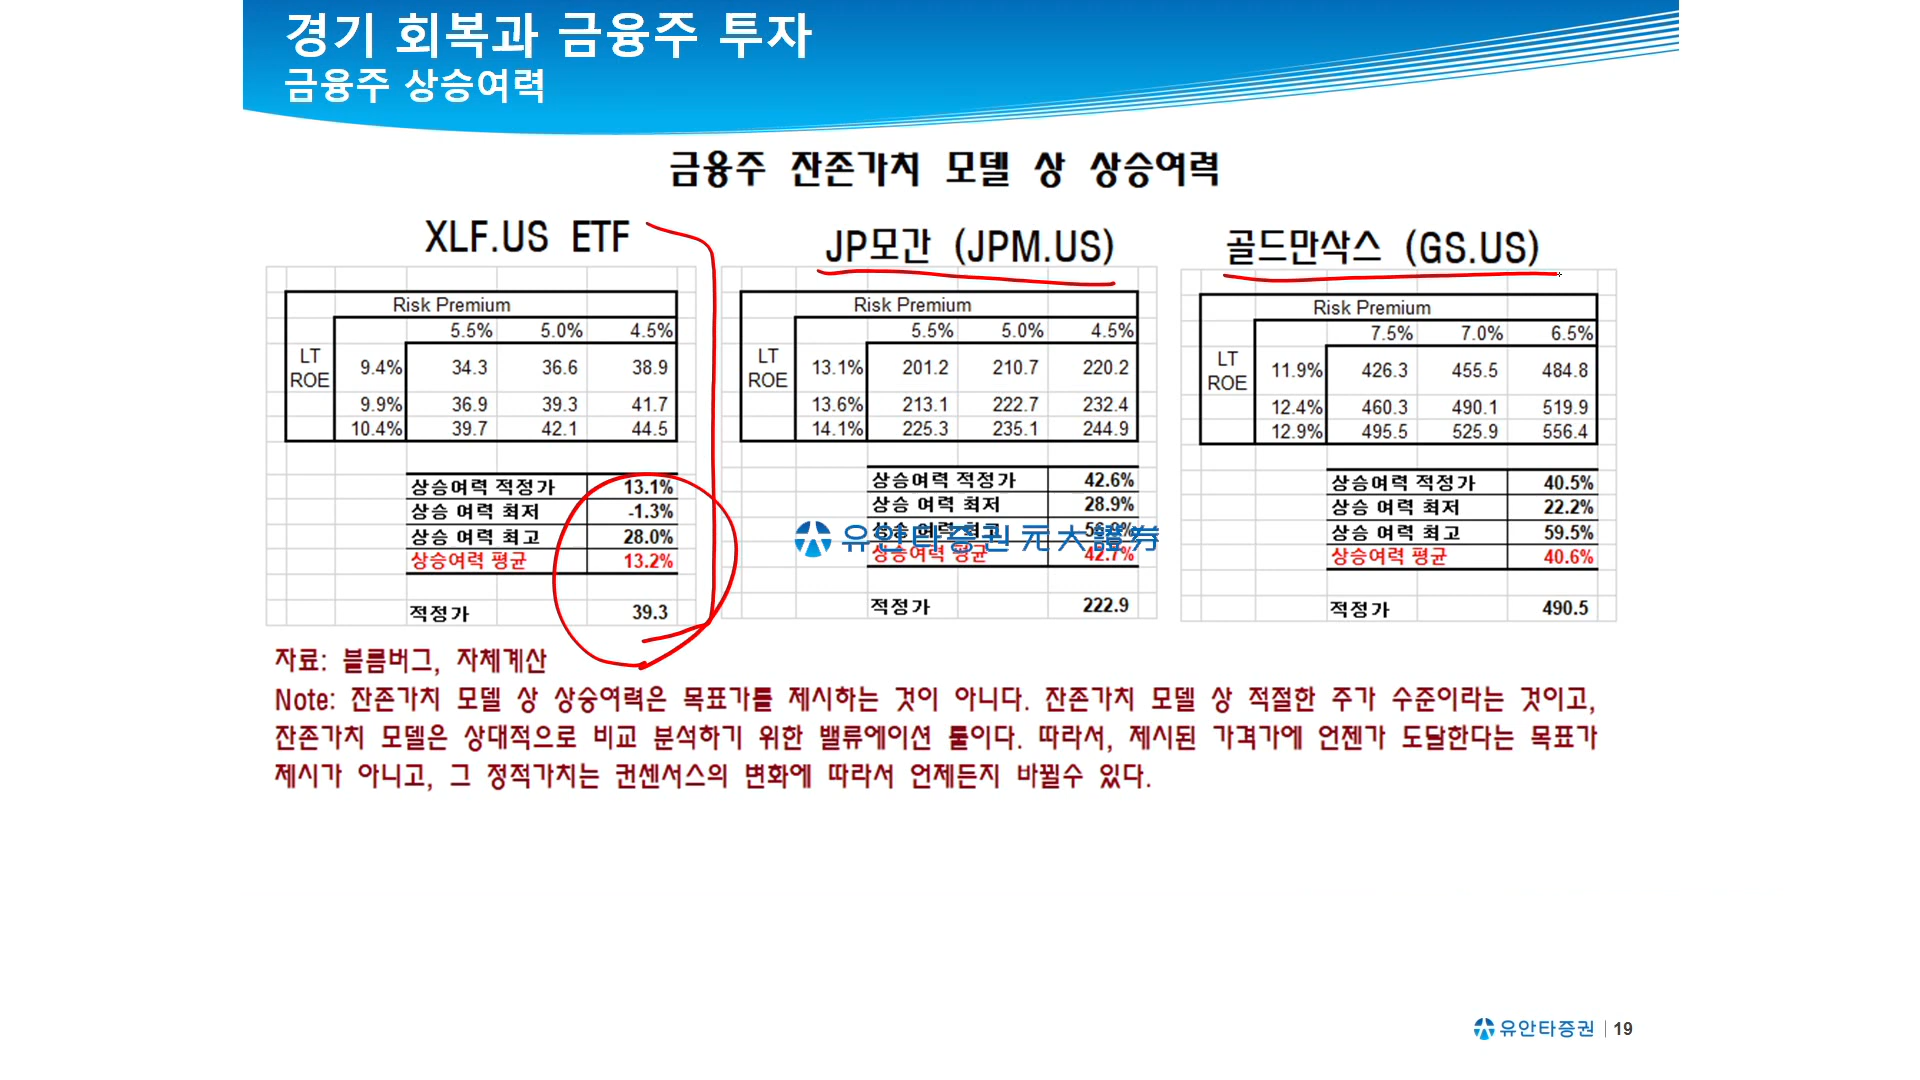 경기 회복과 금융주 투자
금융주 상승여력
금융주 잔존가치 모델 상 상승여력
XLF.US ETF
Risk Premium
5.5% 5.0% 4.5%
LT ROE
9.4% 34.3 36.6 38.9
9.9% 36.9 39.3 41.7
10.4% 39.7 42.1 44.5
상승여력 적정가 13.1%
상승 여력 최저 -1.3%
상승 여력 최고 28.0%
상승여력 평균 13.2%
적정가 39.3
JP모간 (JPM.US)
Risk Premium
5.5% 5.0% 4.5%
LT ROE
13.1% 201.2 210.7 220.2
13.6% 213.1 222.7 232.4
14.1% 225.3 235.1 244.9
상승여력 적정가 42.6%
상승 여력 최저 28.9%
상승 여력 최고
상승여력 평균 42.7%
적정가 222.9
유안타증권 元大證券
골드만삭스 (GS.US)
Risk Premium
7.5% 7.0% 6.5%
LT ROE
11.9% 426.3 455.5 484.8
12.4% 460.3 490.1 519.9
12.9% 495.5 525.9 556.4
상승여력 적정가 40.5%
상승 여력 최저 22.2%
상승 여력 최고 59.5%
상승여력 평균 40.6%
적정가 490.5
자료: 블름버그, 자체계산
Note: 잔존가치 모델 상 상승여력은 목표가를 제시하는 것이 아니다. 잔존가치 모델 상 적절한 주가 수준이라는 것이고,
잔존가치 모델은 상대적으로 비교 분석하기 위한 밸류에이션 툴이다. 따라서, 제시된 가격가에 언젠가 도달한다는 목표가
제시가 아니고, 그 정적가치는 컨센서스의 변화에 따라서 언제든지 바뀔수 있다.
유안타증권 19